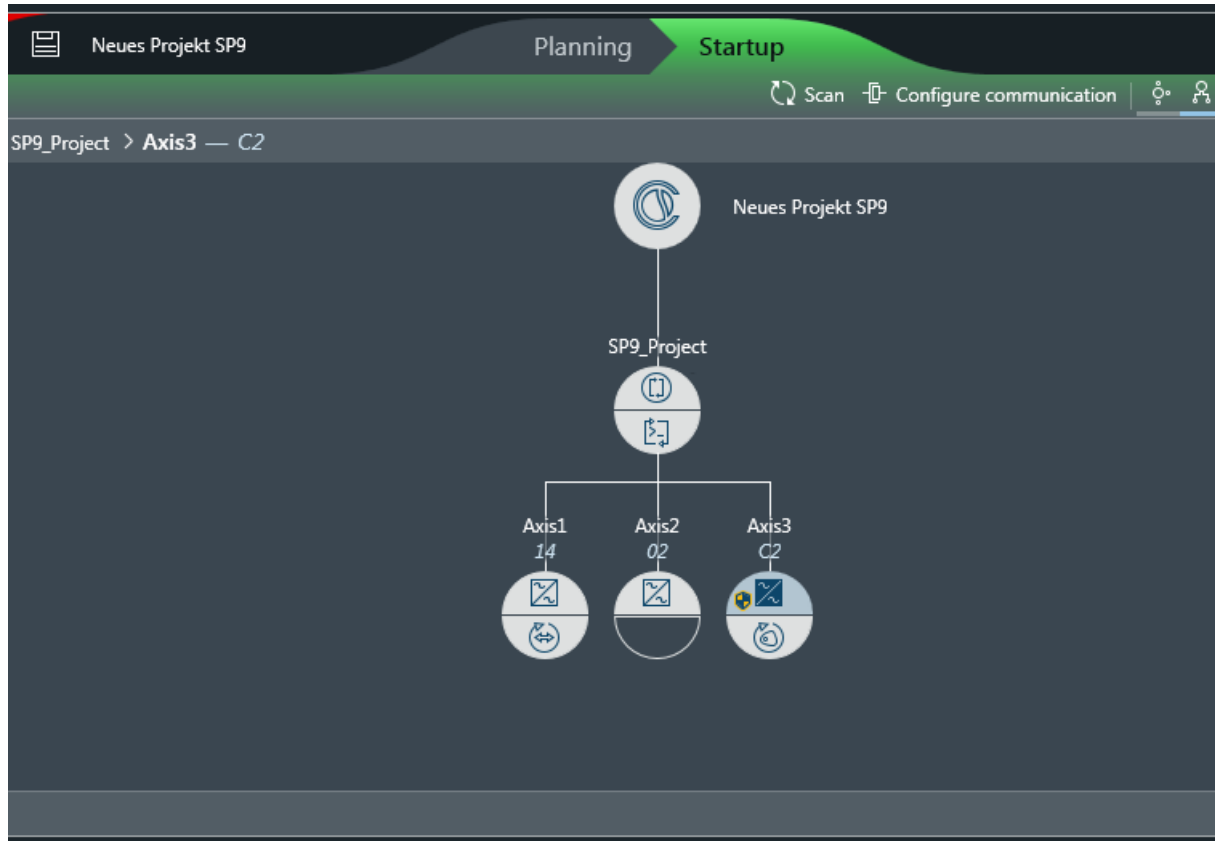 Neues Projekt SP9
Planning
Startup
Scan
Configure communication
SP9_Project > Axis3 — C2
Neues Projekt SP9
SP9_Project
Axis1 Axis2 Axis3
14 02 C2